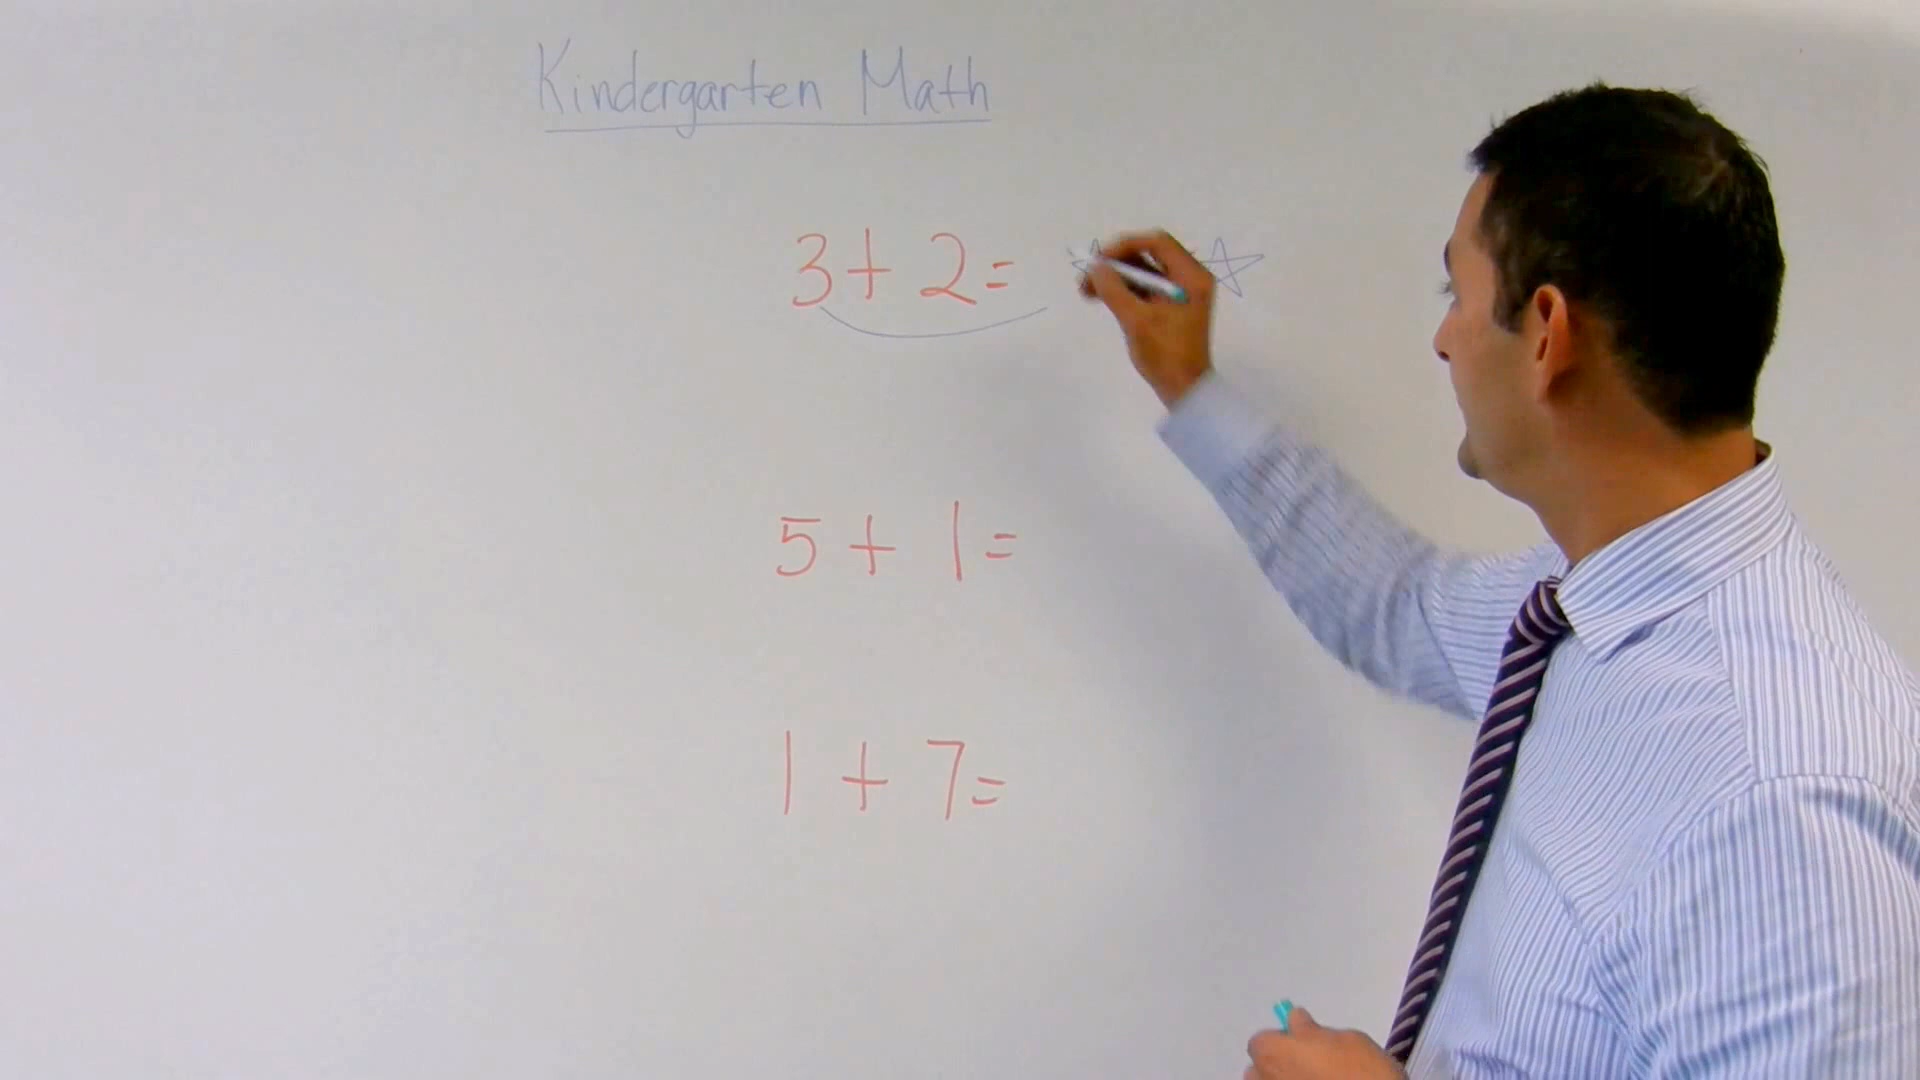 Kindergarten Math
3 + 2 =
5 + 1 =
1 + 7 =